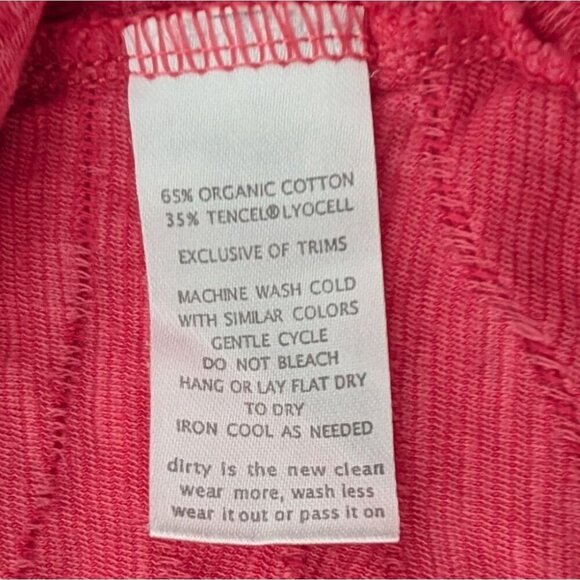 65% ORGANIC COTTON
35% TENCEL® LYOCELL
EXCLUSIVE OF TRIMS
MACHINE WASH COLD
WITH SIMILAR COLORS
GENTLE CYCLE
DO NOT BLEACH
HANG OR LAY FLAT DRY
TO DRY
IRON COOL AS NEEDED
dirty is the new clean
wear more, wash less
wear it out or pass it on